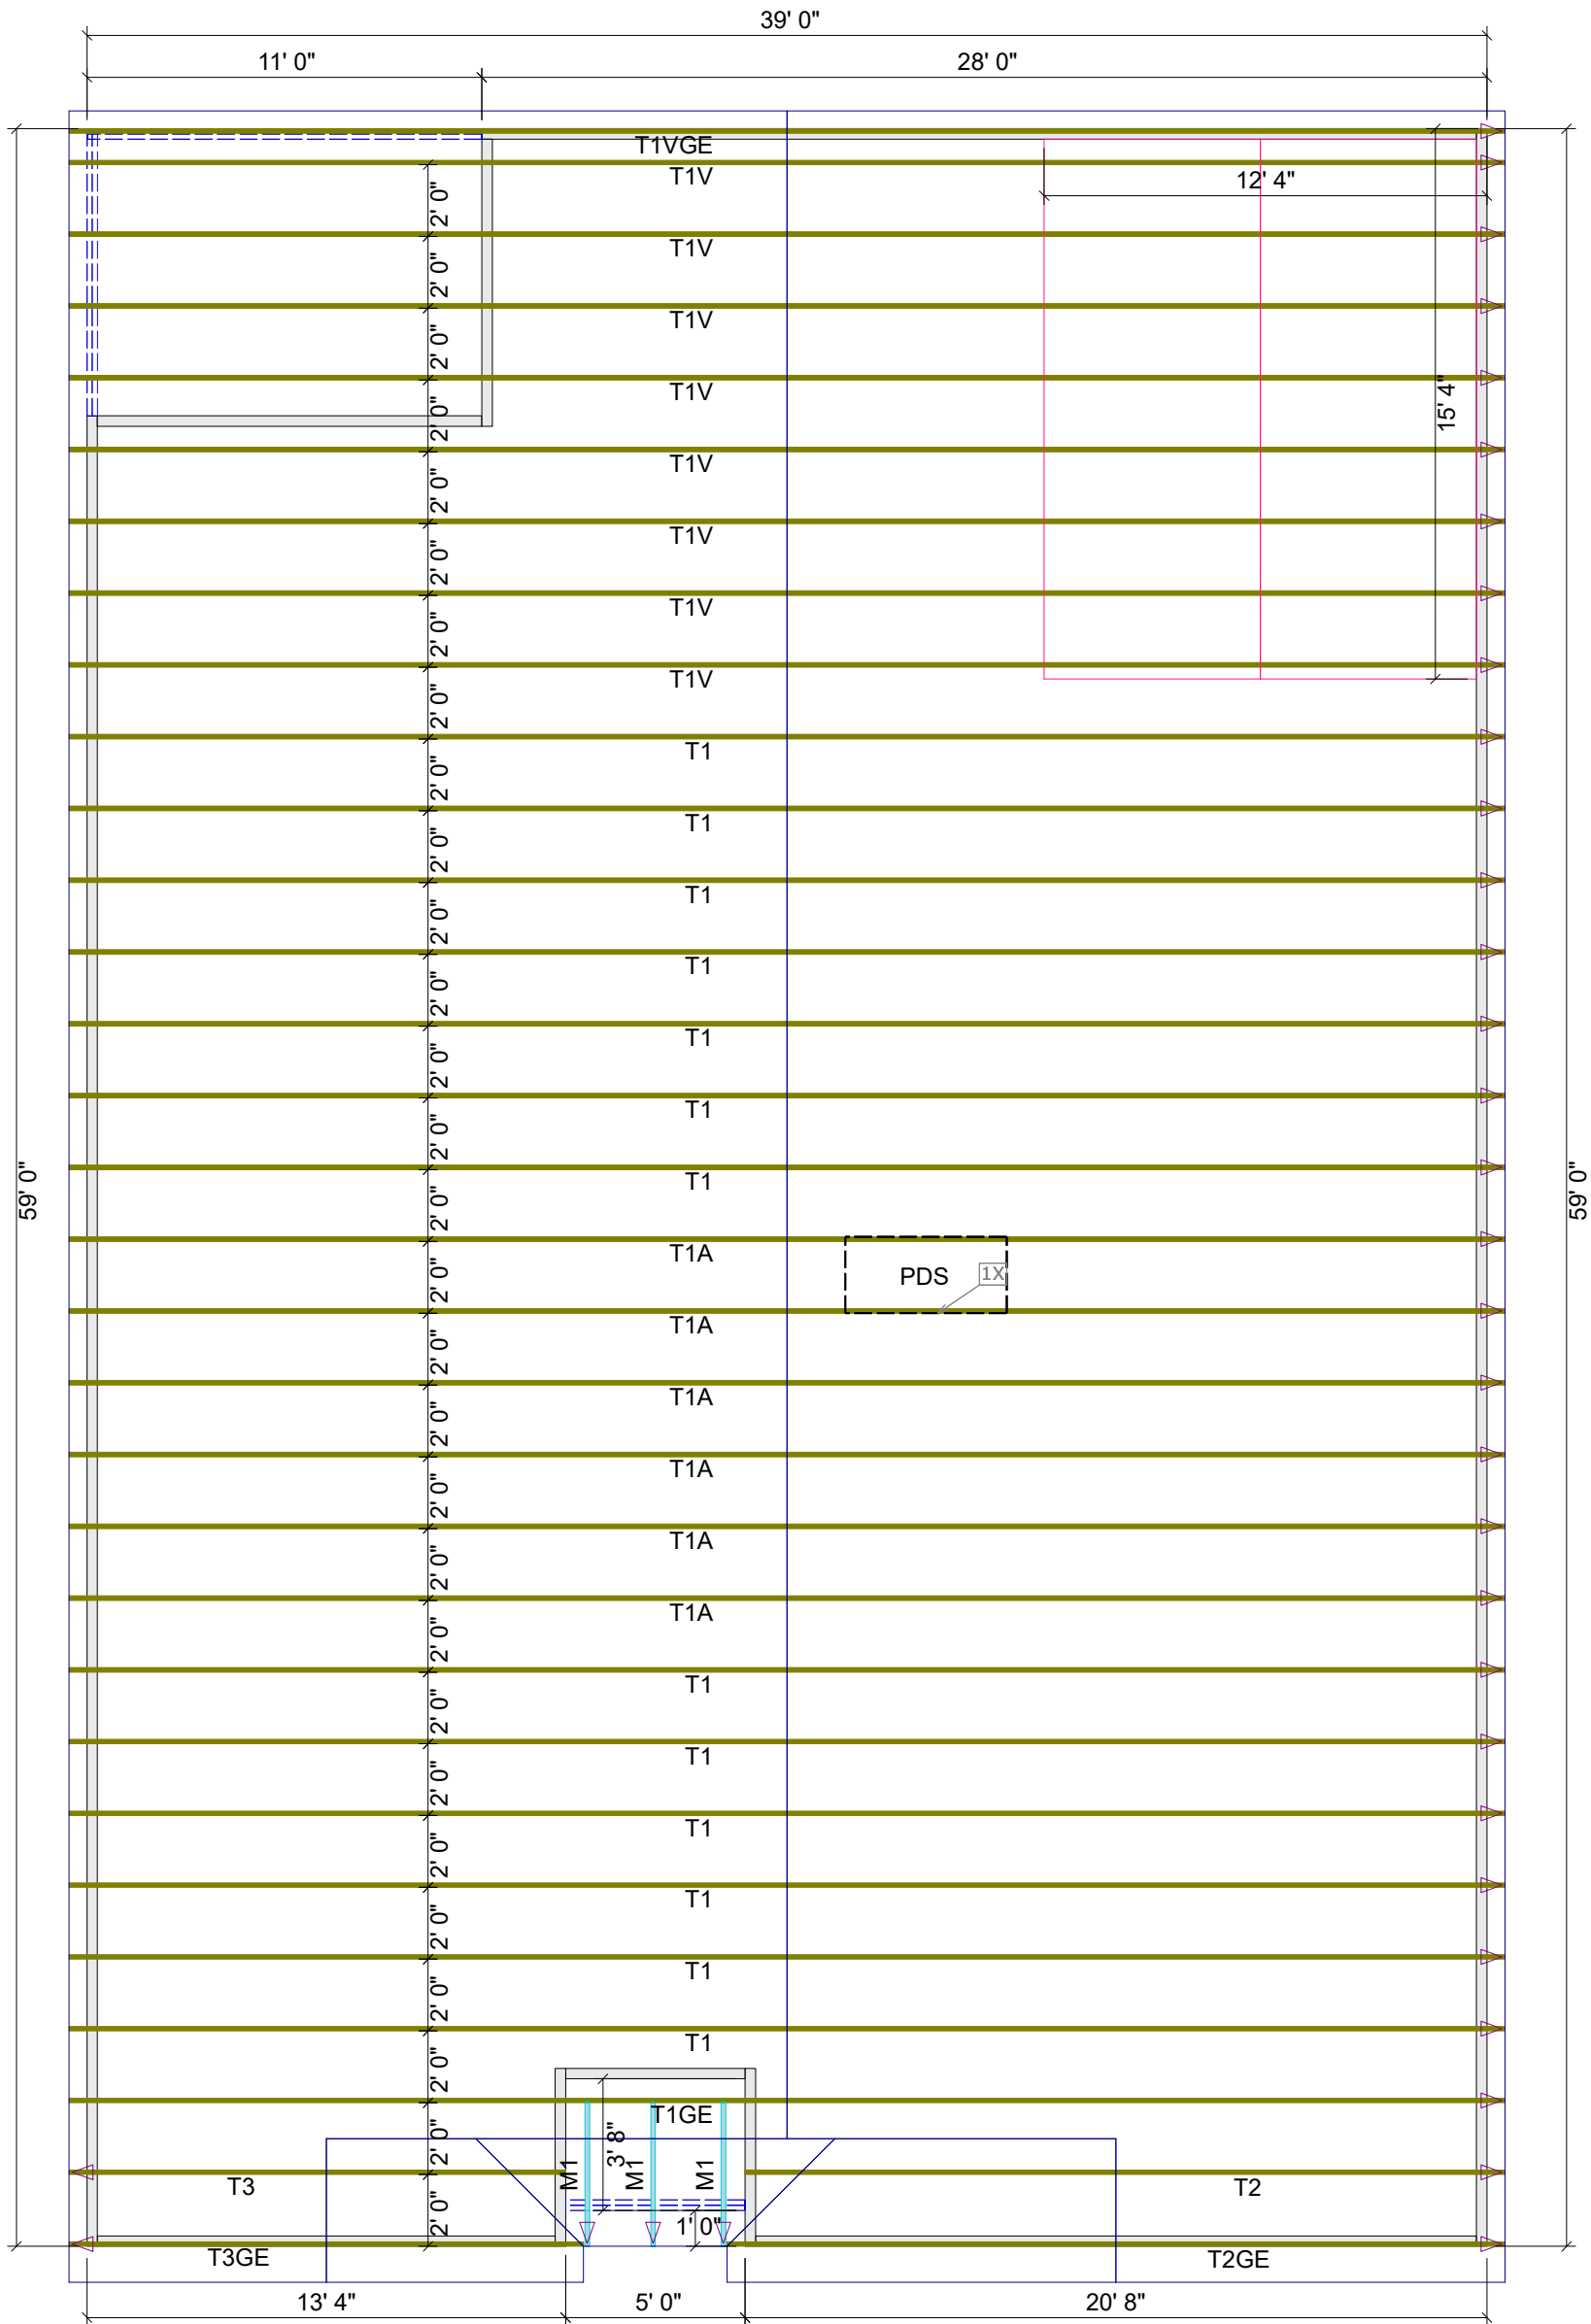 39' 0"
11' 0"
28' 0"
T1VGE
T1V
12' 4"
2' 0"
T1V
2' 0"
T1V
2' 0"
T1V
15' 4"
2' 0"
T1V
2' 0"
T1V
2' 0"
T1V
2' 0"
T1V
2' 0"
T1
2' 0"
T1
2' 0"
T1
2' 0"
T1
2' 0"
T1
2' 0"
T1
2' 0"
T1
59' 0"
59' 0"
2' 0"
T1A
PDS
1X
2' 0"
T1A
2' 0"
T1A
2' 0"
T1A
2' 0"
T1A
2' 0"
T1A
2' 0"
T1
2' 0"
T1
2' 0"
T1
2' 0"
T1
2' 0"
T1
2' 0"
T1
2' 0"
T1GE
3' 8"
2' 0"
M1
M1
M1
T3
T2
2' 0"
1' 0"
T3GE
T2GE
13' 4"
5' 0"
20' 8"